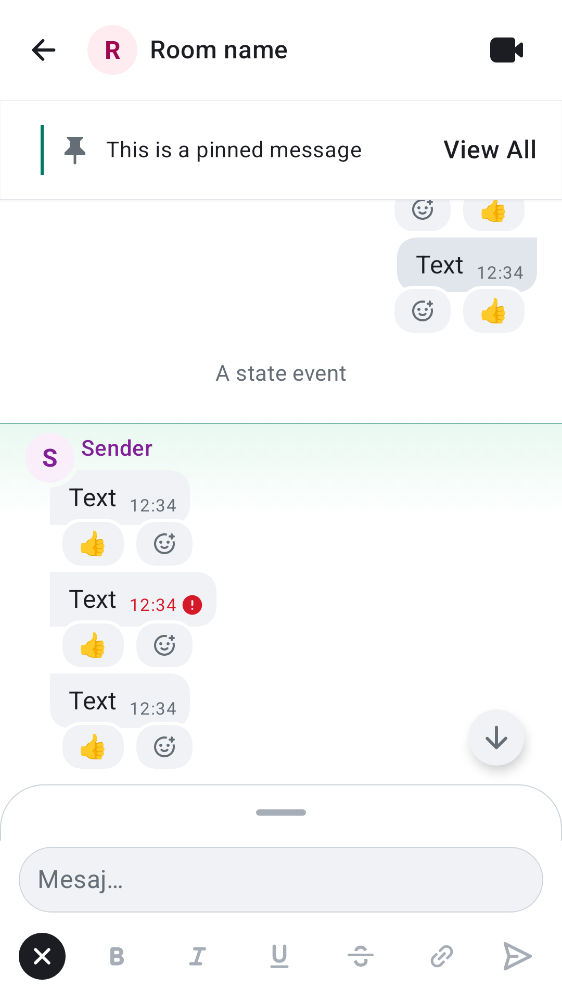 R Room name
This is a pinned message View All
Text 12:34
A state event
S Sender
Text 12:34
Text 12:34
Text 12:34
Mesaj…
B I U S